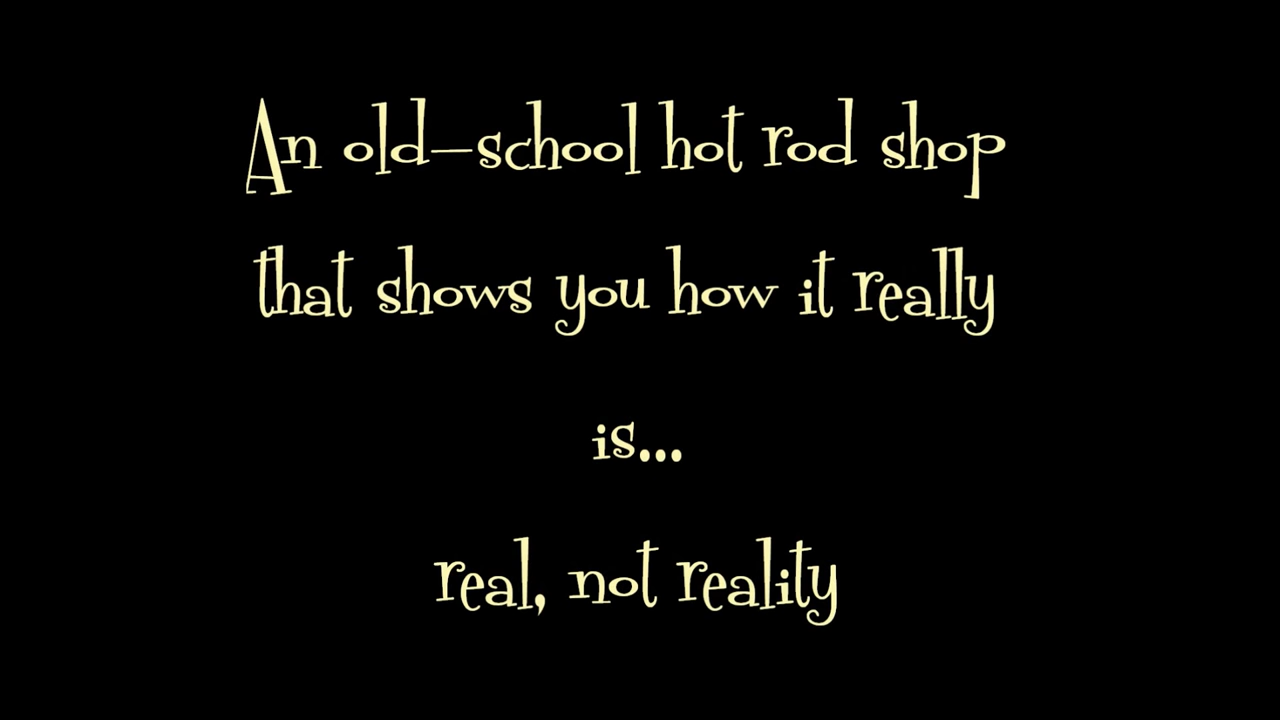 An old-school hot rod shop
that shows you how it really
is...
real, not reality